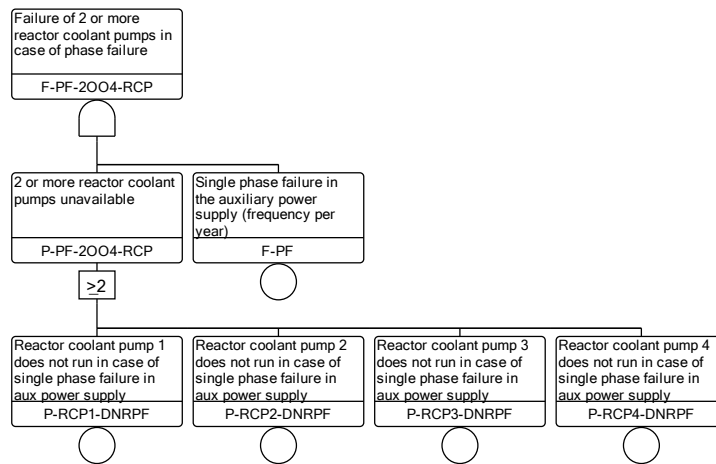 Failure of 2 or more
reactor coolant pumps in
case of phase failure
F-PF-2OO4-RCP
2 or more reactor coolant
pumps unavailable
P-PF-2OO4-RCP
Single phase failure in
the auxiliary power
supply (frequency per
year)
F-PF
≥2
Reactor coolant pump 1
does not run in case of
single phase failure in
aux power supply
P-RCP1-DNRPF
Reactor coolant pump 2
does not run in case of
single phase failure in
aux power supply
P-RCP2-DNRPF
Reactor coolant pump 3
does not run in case of
single phase failure in
aux power supply
P-RCP3-DNRPF
Reactor coolant pump 4
does not run in case of
single phase failure in
aux power supply
P-RCP4-DNRPF